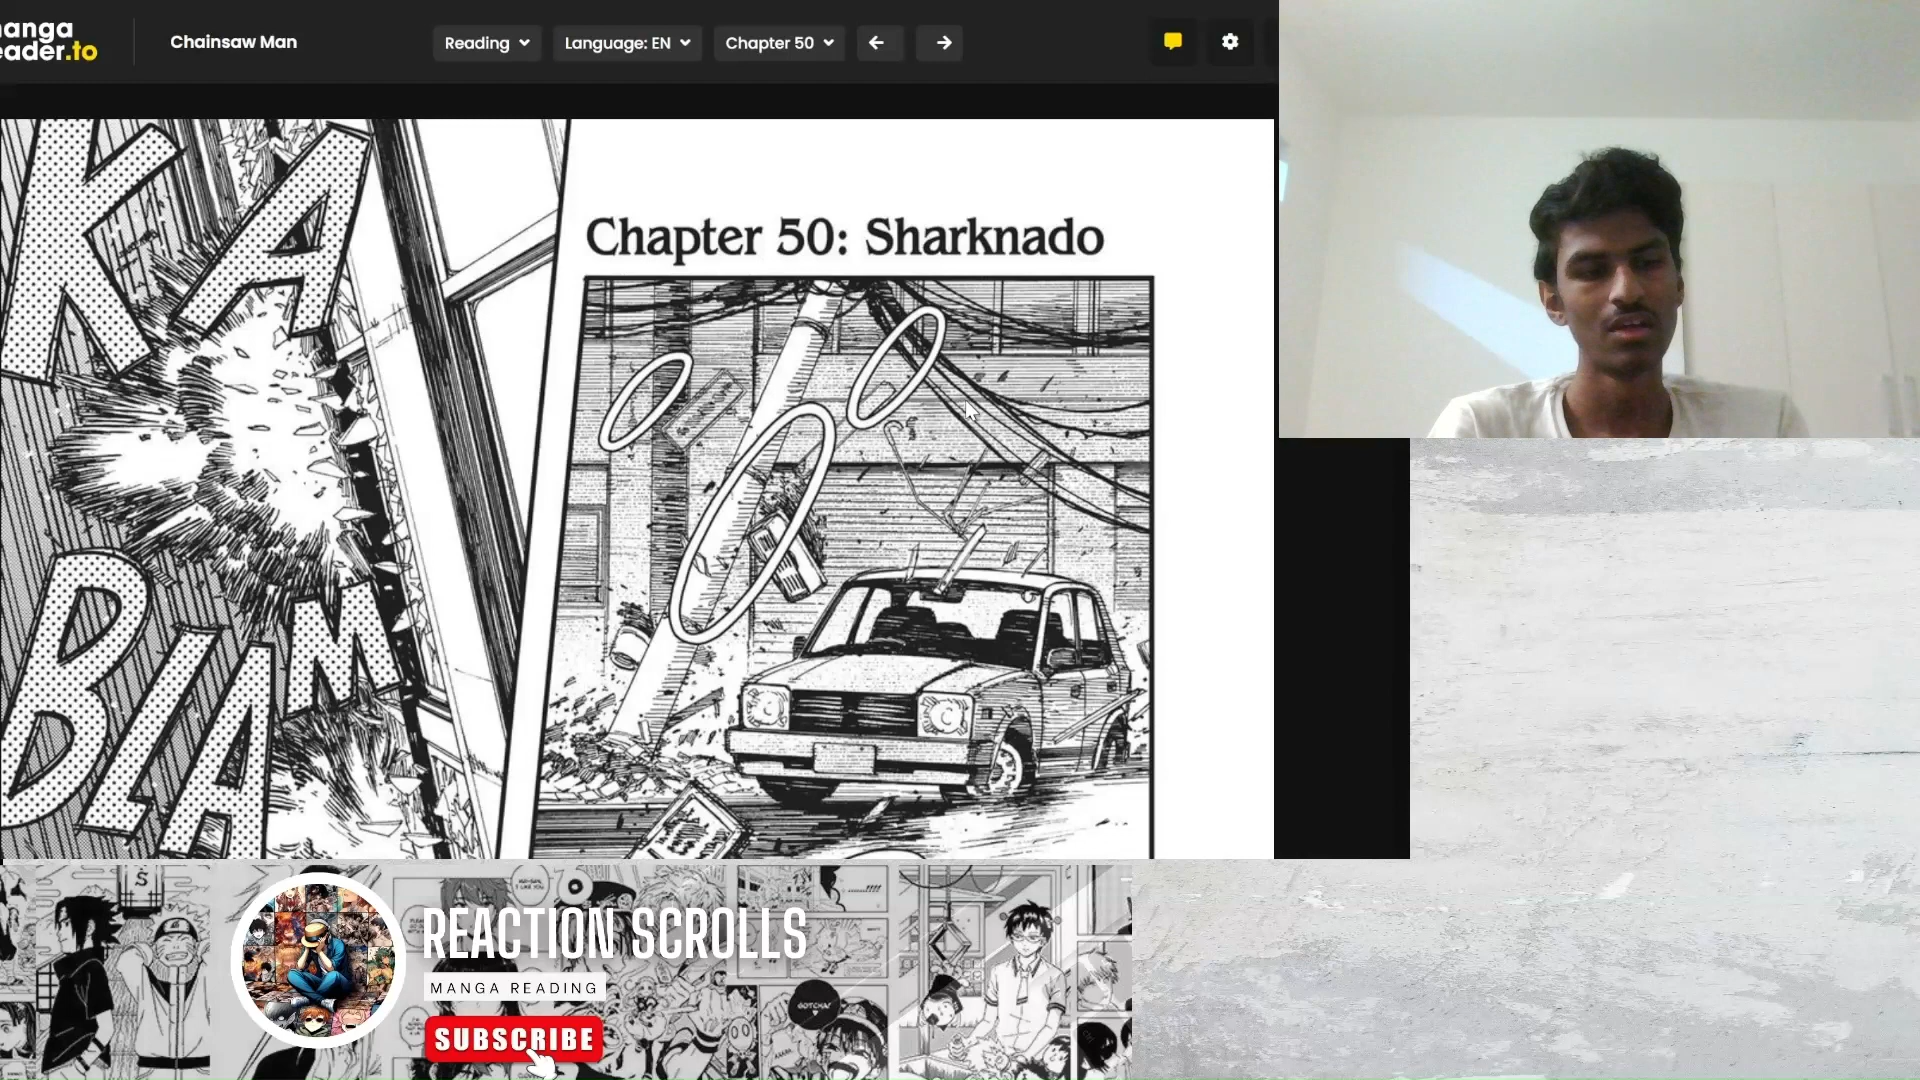 anga
eader.to
Chainsaw Man
Reading
Language: EN
Chapter 50
Chapter 50: Sharknado
KA
BLAM
REACTION SCROLLS
MANGA READING
SUBSCRIBE
GOTCHA!